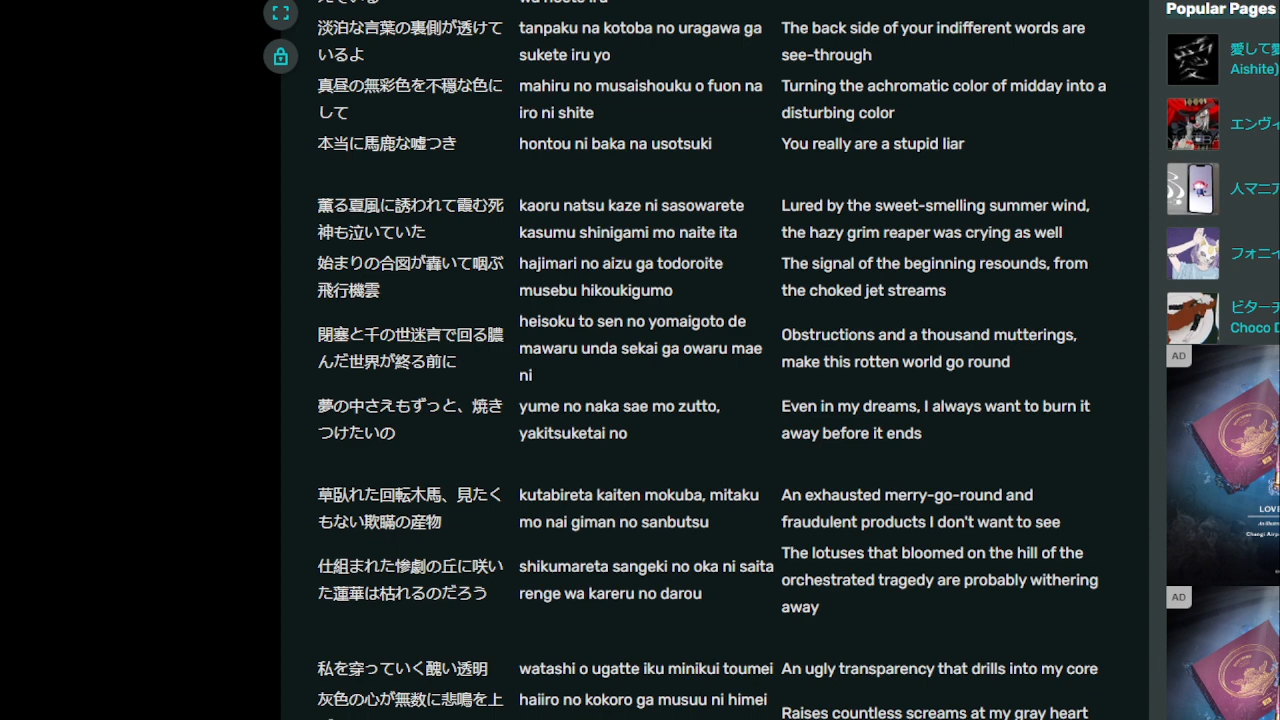 wa hoete iru
淡泊な言葉の裏側が透けて
いるよ
tanpaku na kotoba no uragawa ga
sukete iru yo
The back side of your indifferent words are
see-through
真昼の無彩色を不穏な色に
して
mahiru no musaishouku o fuon na
iro ni shite
Turning the achromatic color of midday into a
disturbing color
本当に馬鹿な嘘つき
hontou ni baka na usotsuki
You really are a stupid liar
薫る夏風に誘われて霞む死
神も泣いていた
kaoru natsu kaze ni sasowarete
kasumu shinigami mo naite ita
Lured by the sweet-smelling summer wind,
the hazy grim reaper was crying as well
始まりの合図が轟いて咽ぶ
飛行機雲
hajimari no aizu ga todoroite
musebu hikoukigumo
The signal of the beginning resounds, from
the choked jet streams
閉塞と千の世迷言で回る膿
んだ世界が終る前に
heisoku to sen no yomaigoto de
mawaru unda sekai ga owaru mae
ni
Obstructions and a thousand mutterings,
make this rotten world go round
夢の中さえもずっと、焼き
つけたいの
yume no naka sae mo zutto,
yakitsuketai no
Even in my dreams, I always want to burn it
away before it ends
草臥れた回転木馬、見たく
もない欺瞞の産物
kutabireta kaiten mokuba, mitaku
mo nai giman no sanbutsu
An exhausted merry-go-round and
fraudulent products I don't want to see
仕組まれた惨劇の丘に咲い
た蓮華は枯れるのだろう
shikumareta sangeki no oka ni saita
renge wa kareru no darou
The lotuses that bloomed on the hill of the
orchestrated tragedy are probably withering
away
私を穿っていく醜い透明
watashi o ugatte iku minikui toumei
An ugly transparency that drills into my core
灰色の心が無数に悲鳴を上
haiiro no kokoro ga musuu ni himei
Raises countless screams at my gray heart
Popular Pages
愛して愛
Aishite)
エンヴィ
人マニア
フォニイ
ビターチ
Choco D
AD
LOVI
Changi Airp
AD